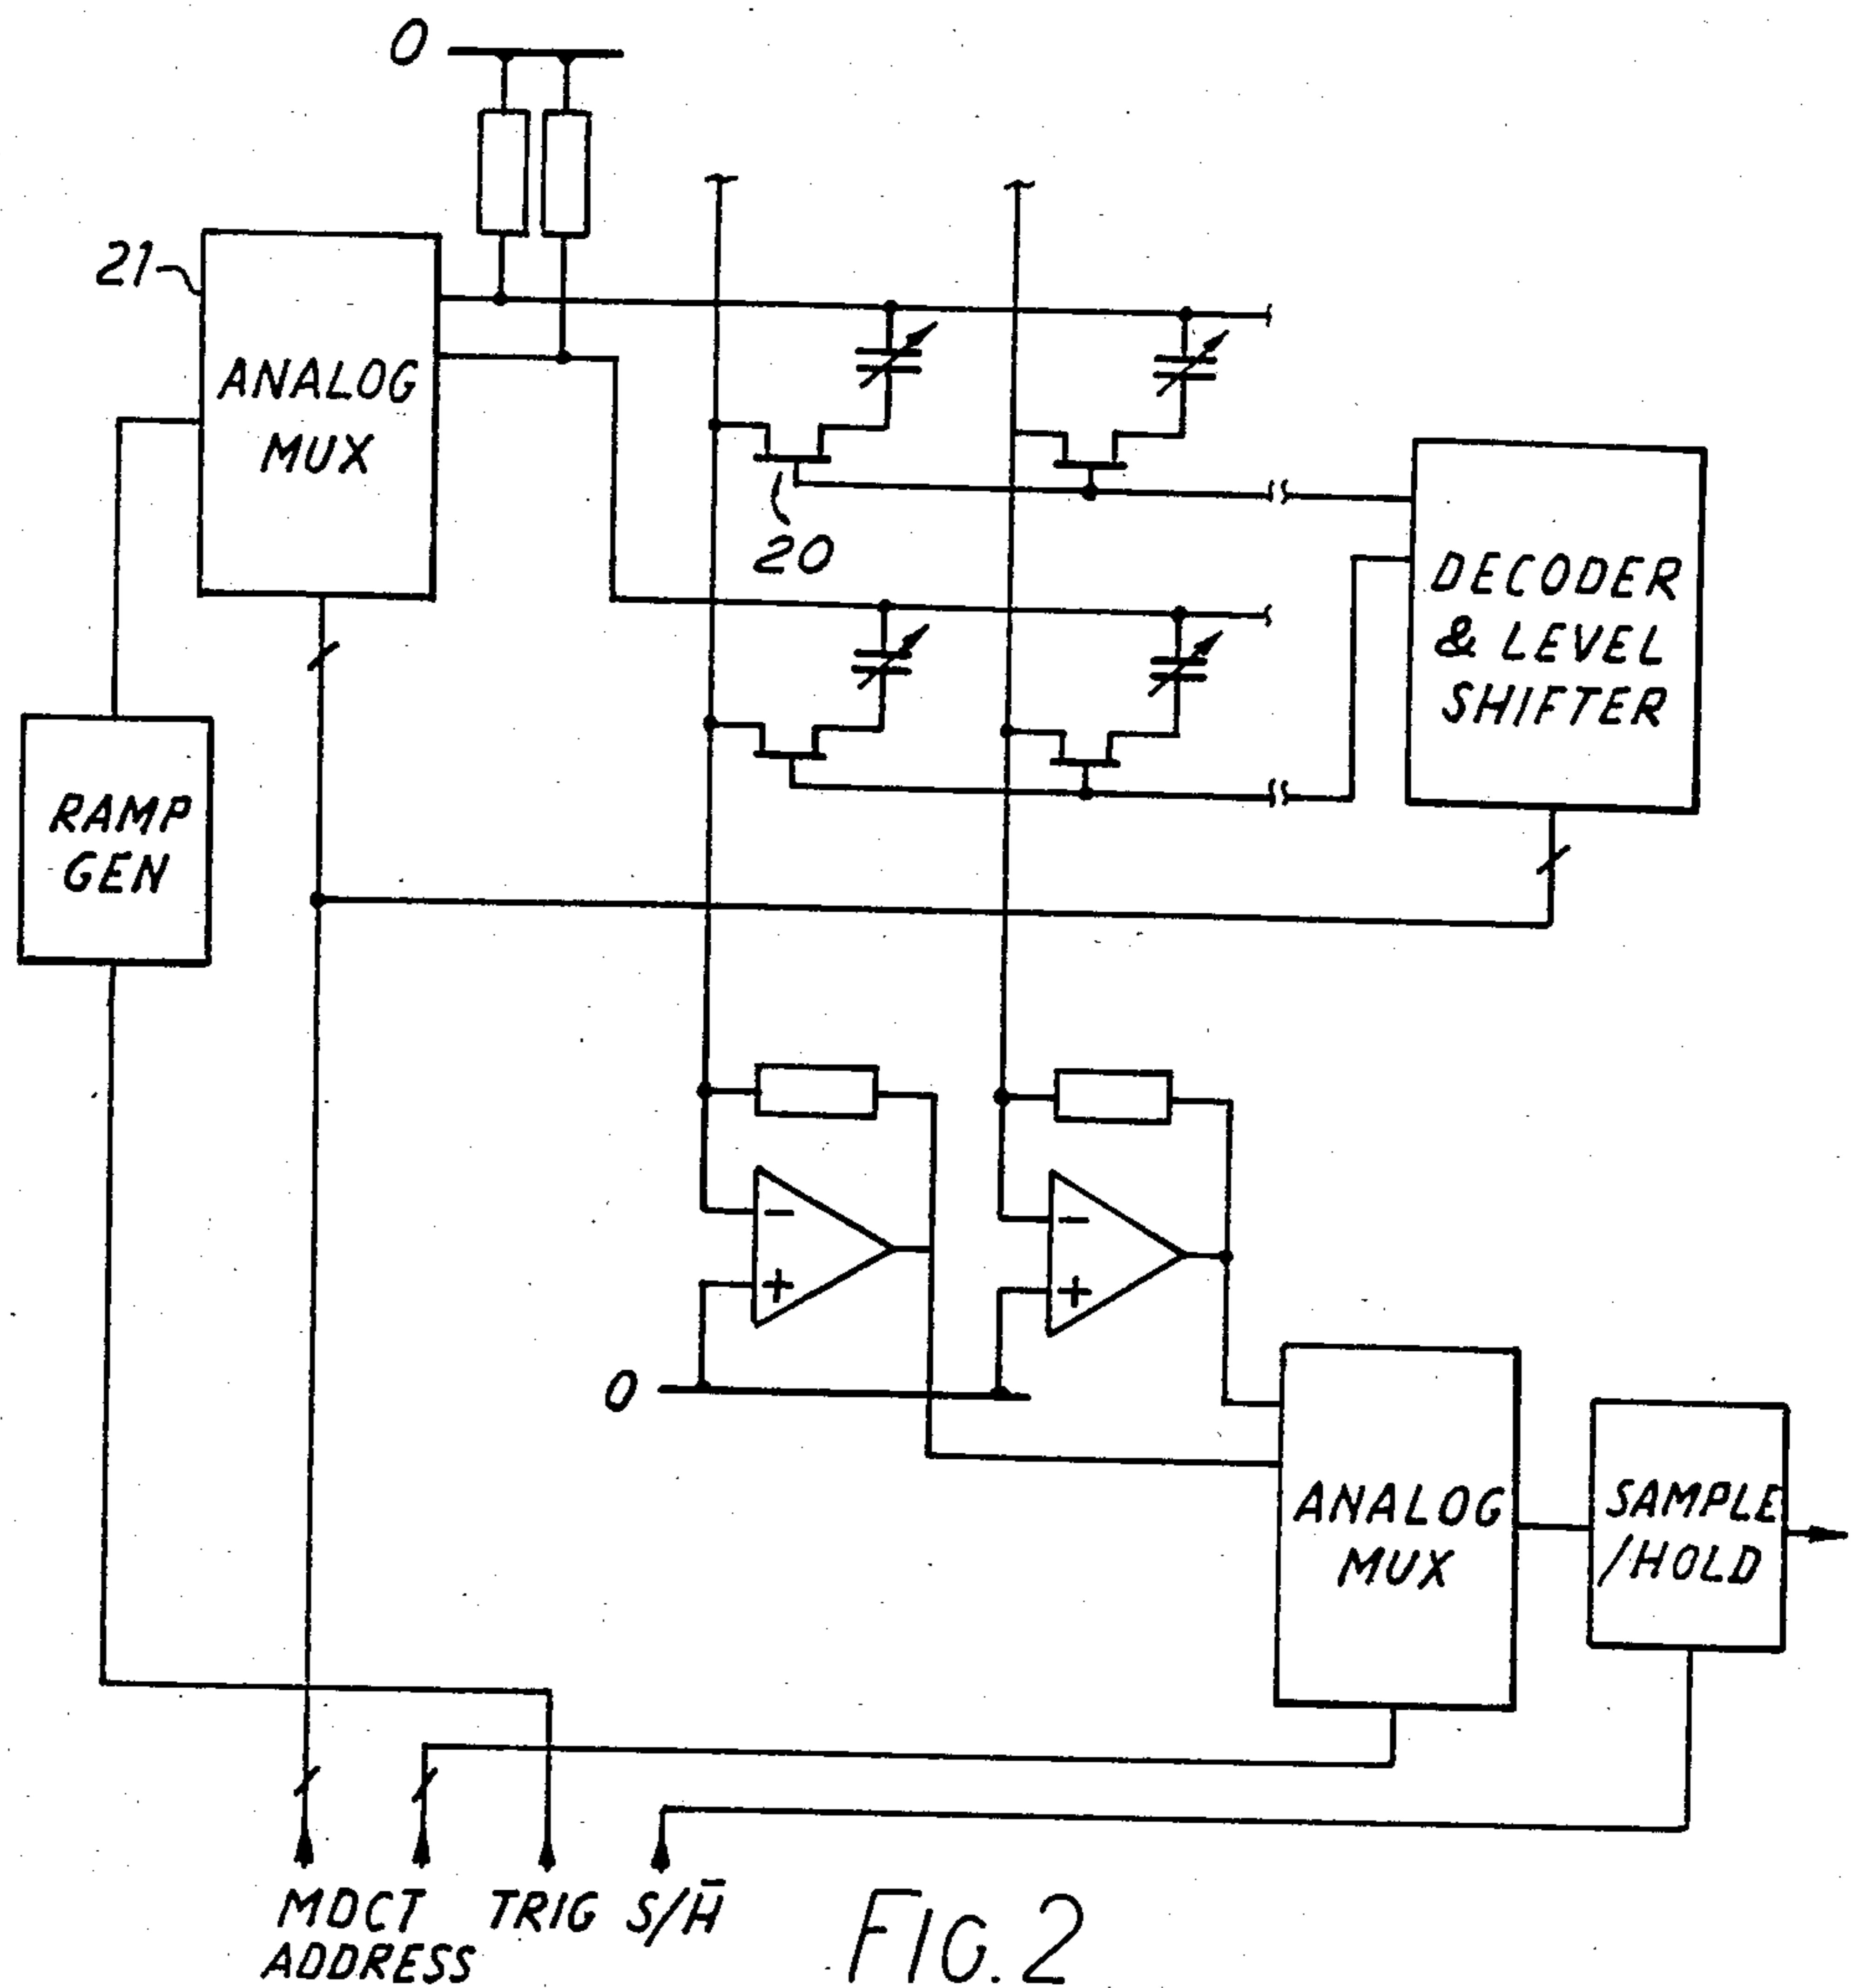 0
21
ANALOG
MUX
20
DECODER
& LEVEL
SHIFTER
RAMP
GEN
-
+
-
+
0
ANALOG
MUX
SAMPLE
/HOLD
MDCT
ADDRESS
TRIG
S/H̅
FIG. 2